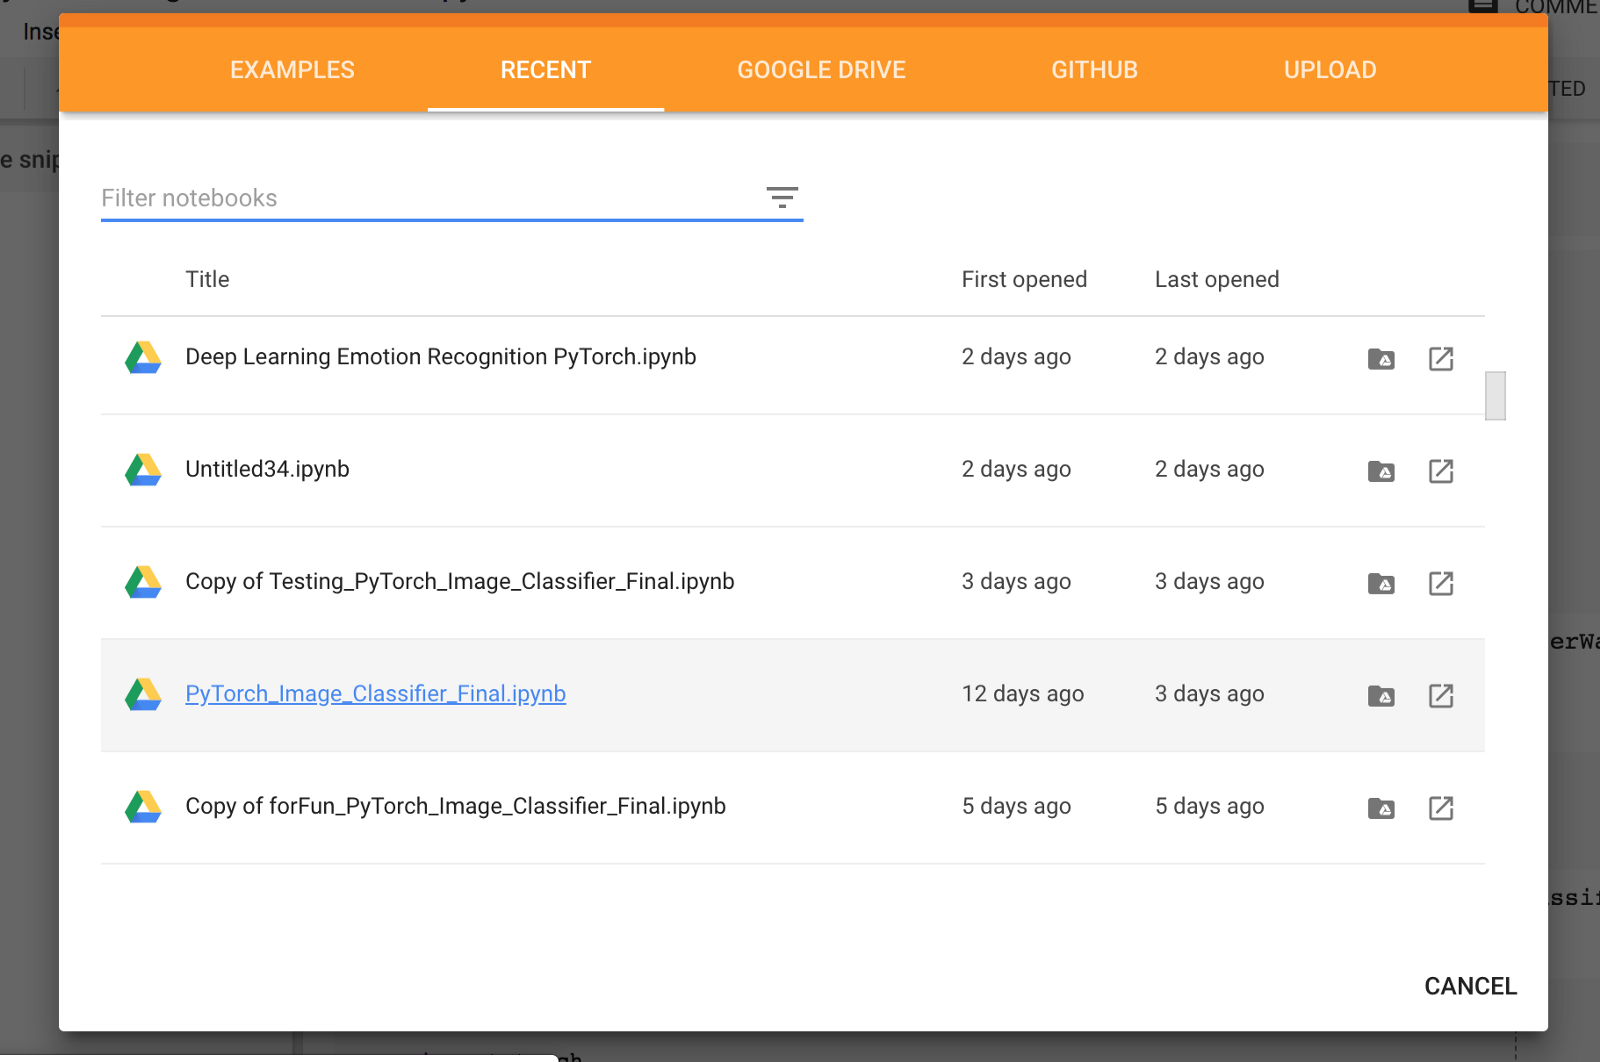 COMME
Inse
EXAMPLES RECENT GOOGLE DRIVE GITHUB UPLOAD
TED
e snip
Filter notebooks
Title First opened Last opened
Deep Learning Emotion Recognition PyTorch.ipynb 2 days ago 2 days ago
Untitled34.ipynb 2 days ago 2 days ago
Copy of Testing_PyTorch_Image_Classifier_Final.ipynb 3 days ago 3 days ago
erWa
PyTorch_Image_Classifier_Final.ipynb 12 days ago 3 days ago
Copy of forFun_PyTorch_Image_Classifier_Final.ipynb 5 days ago 5 days ago
ssif
CANCEL